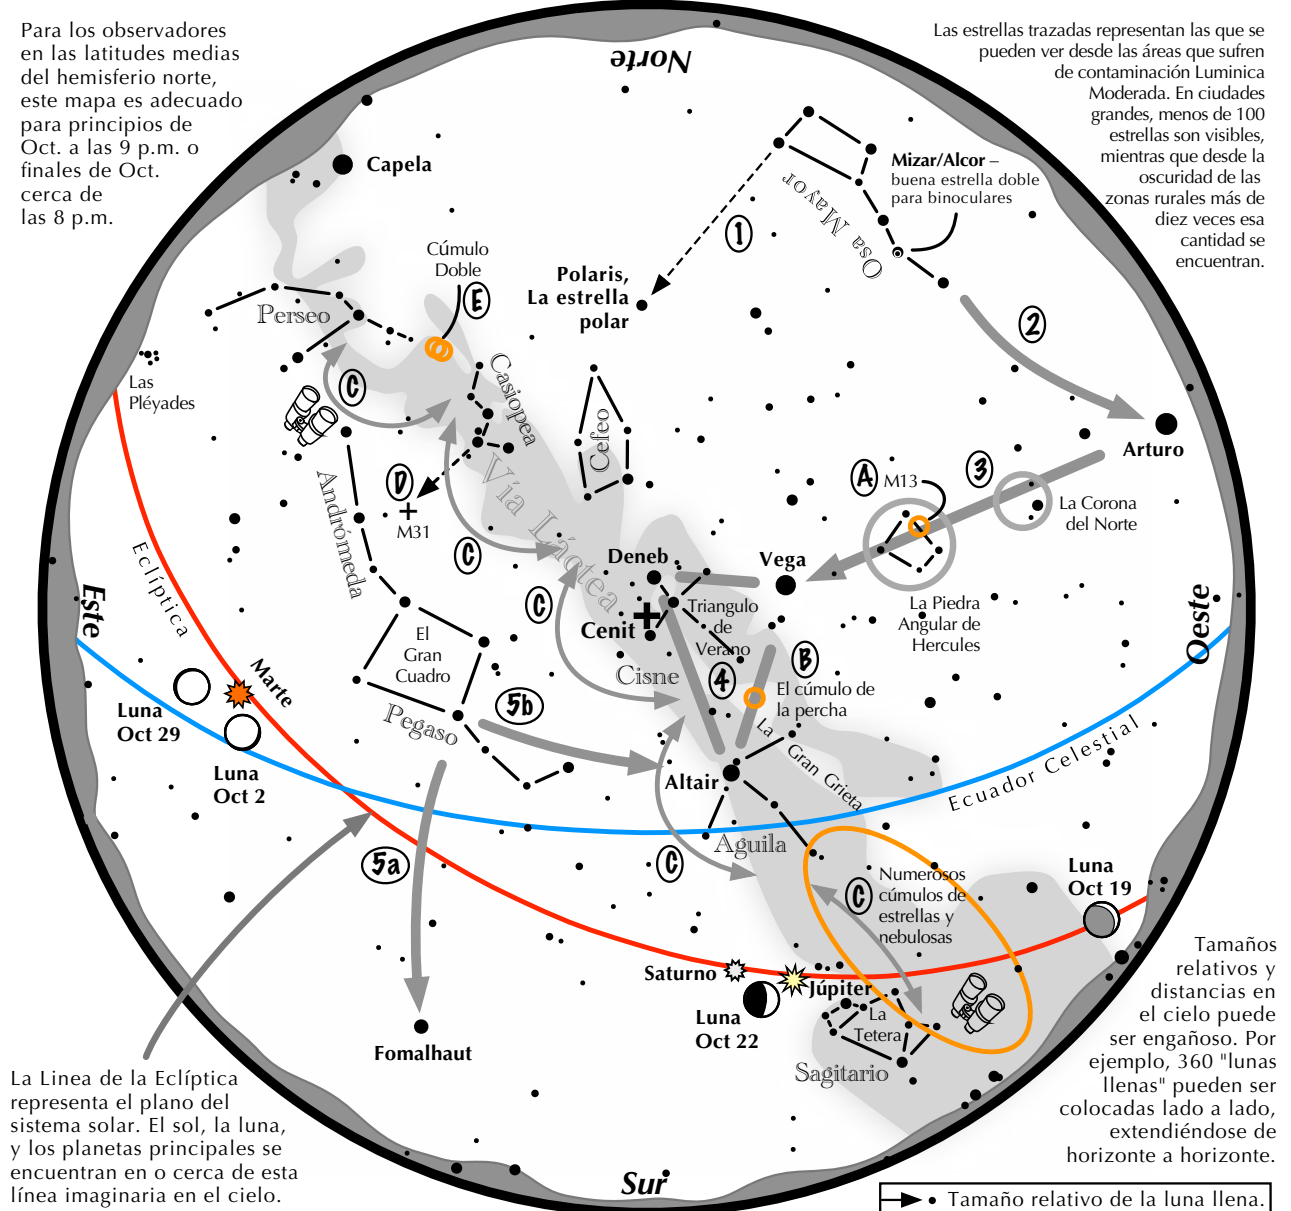 Para los observadores
en las latitudes medias
del hemisferio norte,
este mapa es adecuado
para principios de
Oct. a las 9 p.m. o
finales de Oct.
cerca de
las 8 p.m.
Las estrellas trazadas representan las que se
pueden ver desde las áreas que sufren
de contaminación Luminica
Moderada. En ciudades
grandes, menos de 100
estrellas son visibles,
mientras que desde la
oscuridad de las
zonas rurales más de
diez veces esa
cantidad se
encuentran.
Norte
Capela
Mizar/Alcor –
buena estrella doble
para binoculares
Osa Mayor
1
Cúmulo
Doble
E
Polaris,
La estrella
polar
2
Perseo
Las
Pléyades
C
Casiopea
Cefeo
Arturo
Andrómeda
D
M31
Vía Láctea
A
M13
3
La Corona
del Norte
C
Deneb
Vega
Eclíptica
Este
Oeste
C
Cenit
Triangulo
de
Verano
La Piedra
Angular de
Hercules
El
Gran
Cuadro
Cisne
4
B
El cúmulo de
la percha
Marte
Luna
Oct 29
Pegaso
5b
La Gran Grieta
Luna
Oct 2
Altair
Ecuador Celestial
Aguila
5a
C
C
Numerosos
cúmulos de
estrellas y
nebulosas
Luna
Oct 19
Saturno
Júpiter
Luna
Oct 22
La
Tetera
Fomalhaut
Sagitario
Tamaños
relativos y
distancias en
el cielo puede
ser engañoso. Por
ejemplo, 360 "lunas
llenas" pueden ser
colocadas lado a lado,
extendiéndose de
horizonte a horizonte.
La Linea de la Eclíptica
representa el plano del
sistema solar. El sol, la luna,
y los planetas principales se
encuentran en o cerca de esta
línea imaginaria en el cielo.
Sur
Tamaño relativo de la luna llena.